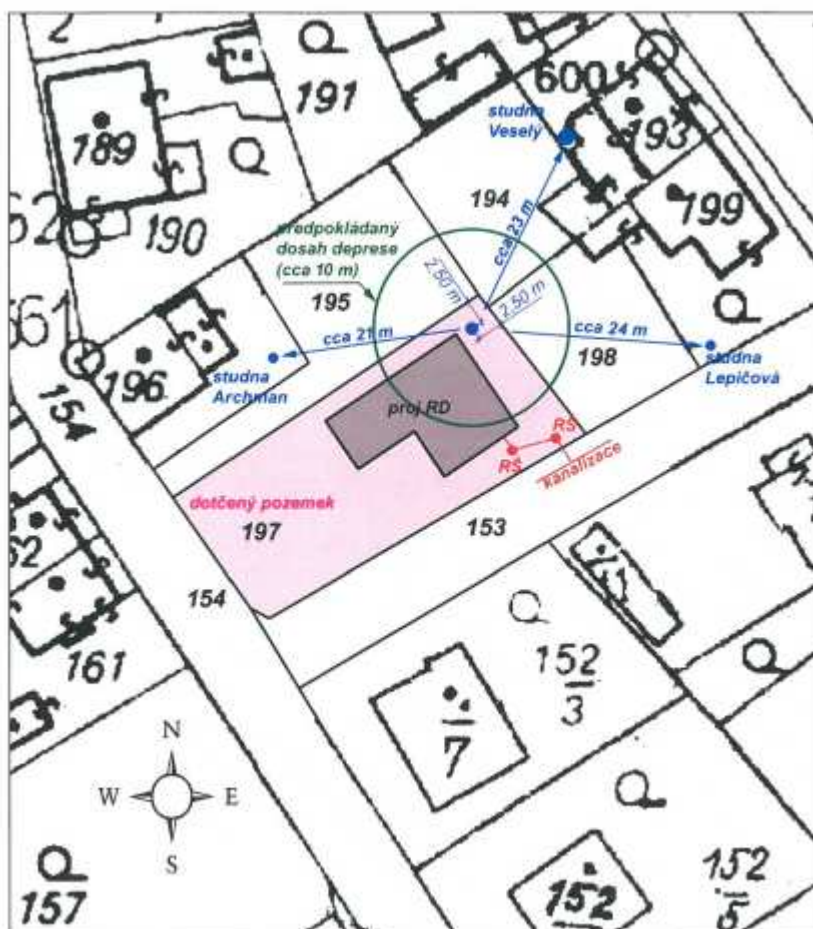 2
191
600
studna
Veselý
193
189
194
199
190
předpokládaný
dosah deprese
(cca 10 m)
cca 23 m
195
2,50 m
2,50 m
cca 21 m
cca 24 m
198
196
studna
Archman
studna
Lepičová
154
proj.RD
RŠ
RŠ
kanalizace
dotčený pozemek
197
153
154
161
152
3
7
N
W
E
S
152
5
152
157